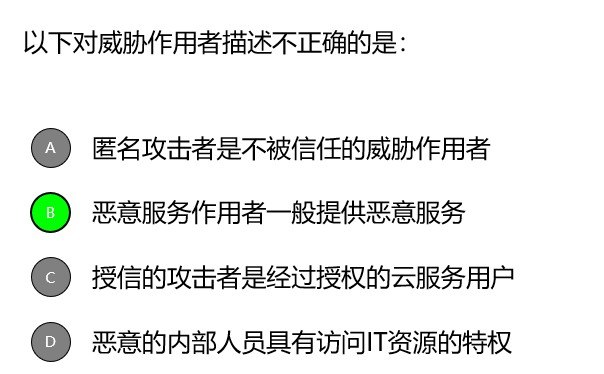 以下对威胁作用者描述不正确的是：
A 匿名攻击者是不被信任的威胁作用者
B 恶意服务作用者一般提供恶意服务
C 授信的攻击者是经过授权的云服务用户
D 恶意的内部人员具有访问IT资源的特权